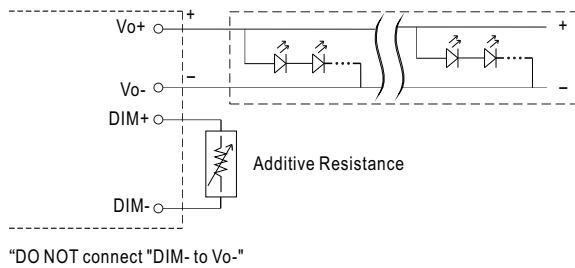 Vo+
+
+
Vo-
−
−
DIM+
Additive Resistance
DIM-
“DO NOT connect "DIM- to Vo-"